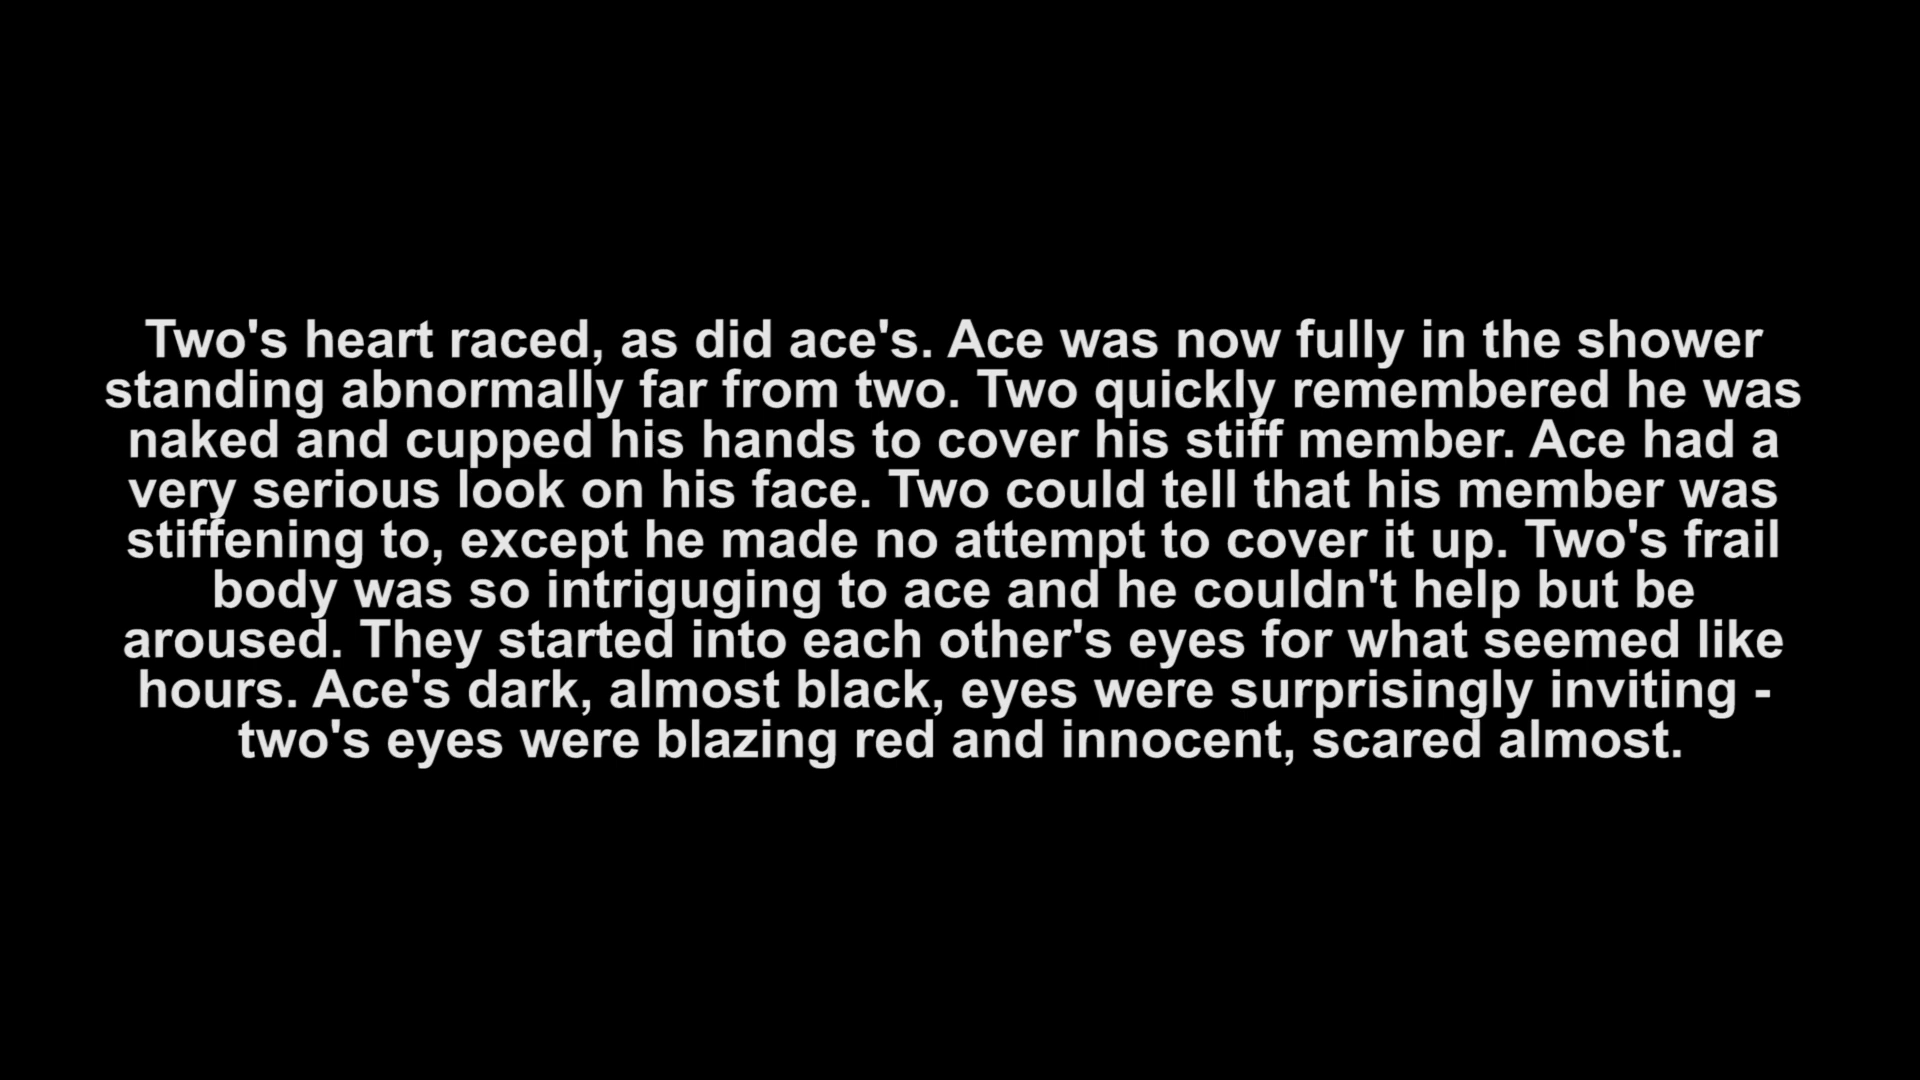 Two's heart raced, as did ace's. Ace was now fully in the shower
standing abnormally far from two. Two quickly remembered he was
naked and cupped his hands to cover his stiff member. Ace had a
very serious look on his face. Two could tell that his member was
stiffening to, except he made no attempt to cover it up. Two's frail
body was so intriguging to ace and he couldn't help but be
aroused. They started into each other's eyes for what seemed like
hours. Ace's dark, almost black, eyes were surprisingly inviting -
two's eyes were blazing red and innocent, scared almost.